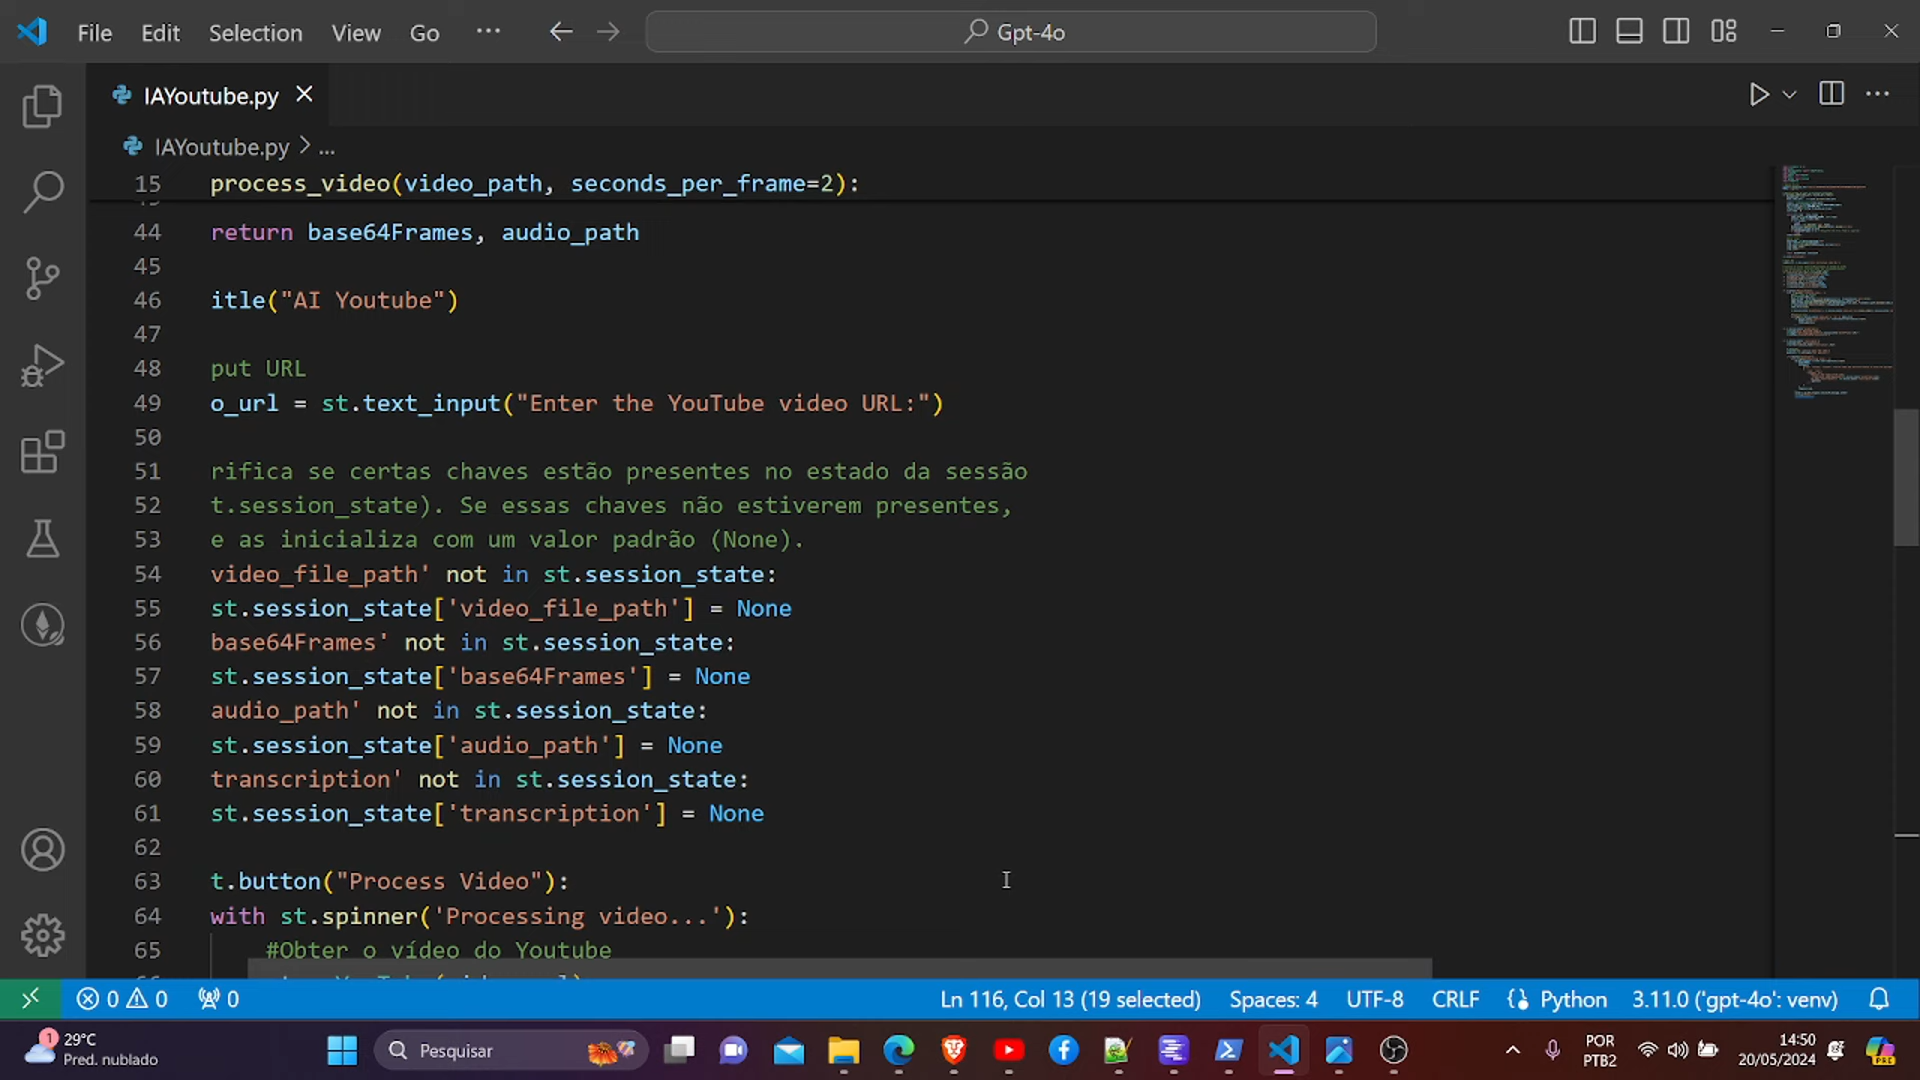 File Edit Selection View Go ··· Gpt-4o
IAYoutube.py
IAYoutube.py > ...
15 process_video(video_path, seconds_per_frame=2):
44 return base64Frames, audio_path
45
46 itle("AI Youtube")
47
48 put URL
49 o_url = st.text_input("Enter the YouTube video URL:")
50
51 rifica se certas chaves estão presentes no estado da sessão
52 t.session_state). Se essas chaves não estiverem presentes,
53 e as inicializa com um valor padrão (None).
54 video_file_path' not in st.session_state:
55 st.session_state['video_file_path'] = None
56 base64Frames' not in st.session_state:
57 st.session_state['base64Frames'] = None
58 audio_path' not in st.session_state:
59 st.session_state['audio_path'] = None
60 transcription' not in st.session_state:
61 st.session_state['transcription'] = None
62
63 t.button("Process Video"):
64 with st.spinner('Processing video...'):
65 #Obter o vídeo do Youtube
0 0 0 Ln 116, Col 13 (19 selected) Spaces: 4 UTF-8 CRLF Python 3.11.0 ('gpt-4o': venv)
1 29°C
Pred. nublado
Pesquisar
POR
PTB2
14:50
20/05/2024